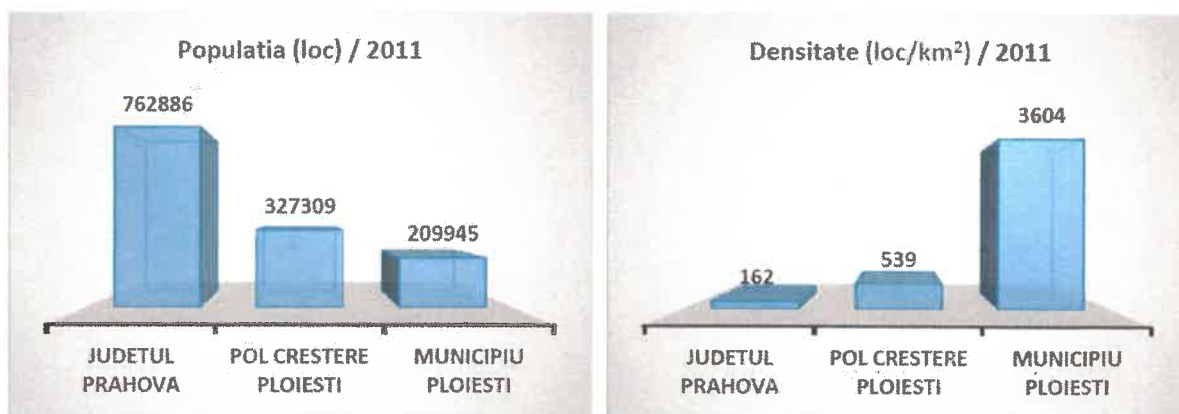 Populatia (loc) / 2011
762886
327309
209945
JUDETUL
PRAHOVA
POL CRESTERE
PLOIESTI
MUNICIPIU
PLOIESTI
Densitate (loc/km²) / 2011
162
539
3604
JUDETUL
PRAHOVA
POL CRESTERE
PLOIESTI
MUNICIPIU
PLOIESTI